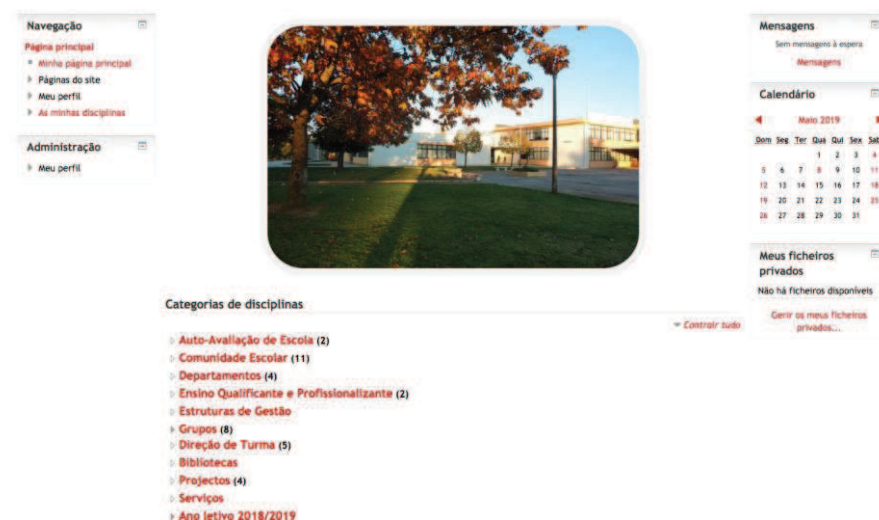 Navegação
Página principal
Minha página principal
Páginas do site
Meu perfil
As minhas disciplinas
Administração
Meu perfil
Categorias de disciplinas
Contrair tudo
Auto-Avaliação de Escola (2)
Comunidade Escolar (11)
Departamentos (4)
Ensino Qualificante e Profissionalizante (2)
Estruturas de Gestão
Grupos (8)
Direção de Turma (5)
Bibliotecas
Projectos (4)
Serviços
Ano letivo 2018/2019
Mensagens
Sem mensagens à espera
Mensagens
Calendário
Maio 2019
Dom Seg Ter Qua Qui Sex Sab
1 2 3 4
5 6 7 8 9 10 11
12 13 14 15 16 17 18
19 20 21 22 23 24 25
26 27 28 29 30 31
Meus ficheiros
privados
Não há ficheiros disponíveis
Gerir os meus ficheiros
privados...